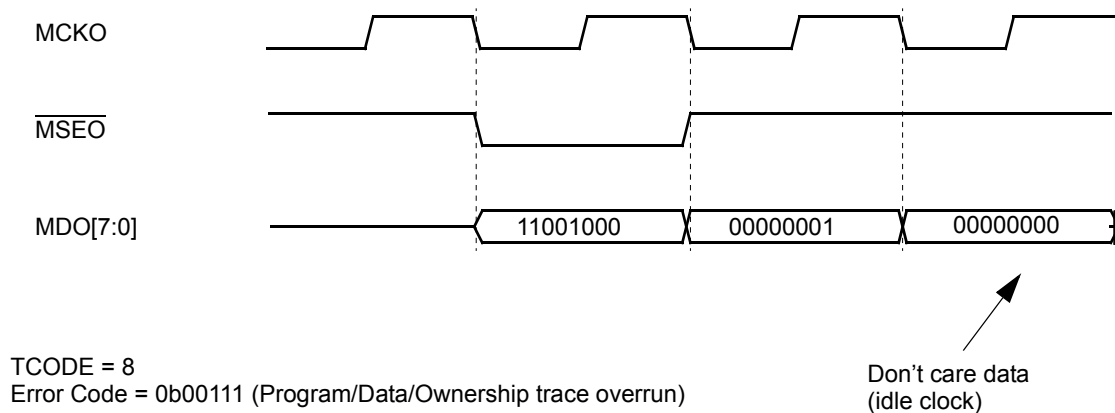 MCKO
MSEO
MDO[7:0]
11001000
00000001
00000000
TCODE = 8
Error Code = 0b00111 (Program/Data/Ownership trace overrun)
Don't care data
(idle clock)